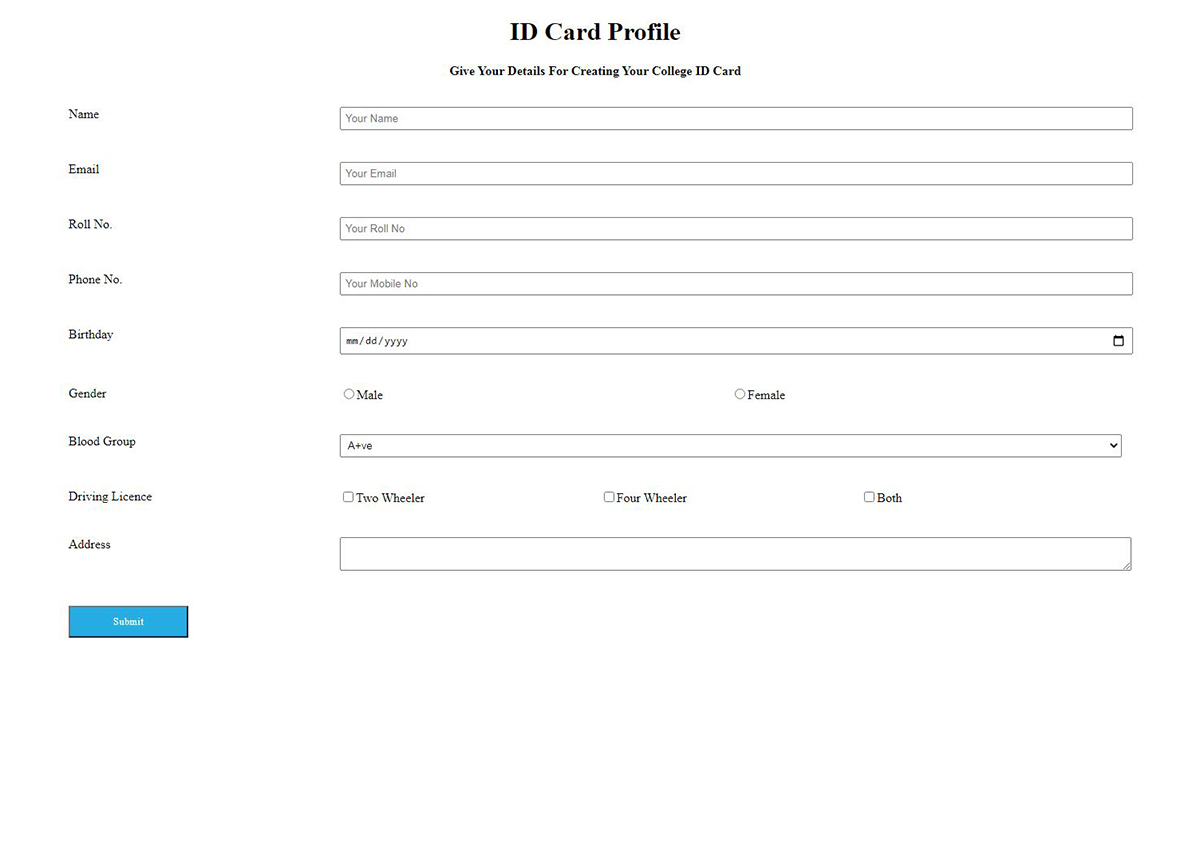 ID Card Profile
Give Your Details For Creating Your College ID Card
Name
Your Name
Email
Your Email
Roll No.
Your Roll No
Phone No.
Your Mobile No
Birthday
mm/dd/yyyy
Gender
Male Female
Blood Group
A+ve
Driving Licence
Two Wheeler Four Wheeler Both
Address
Submit